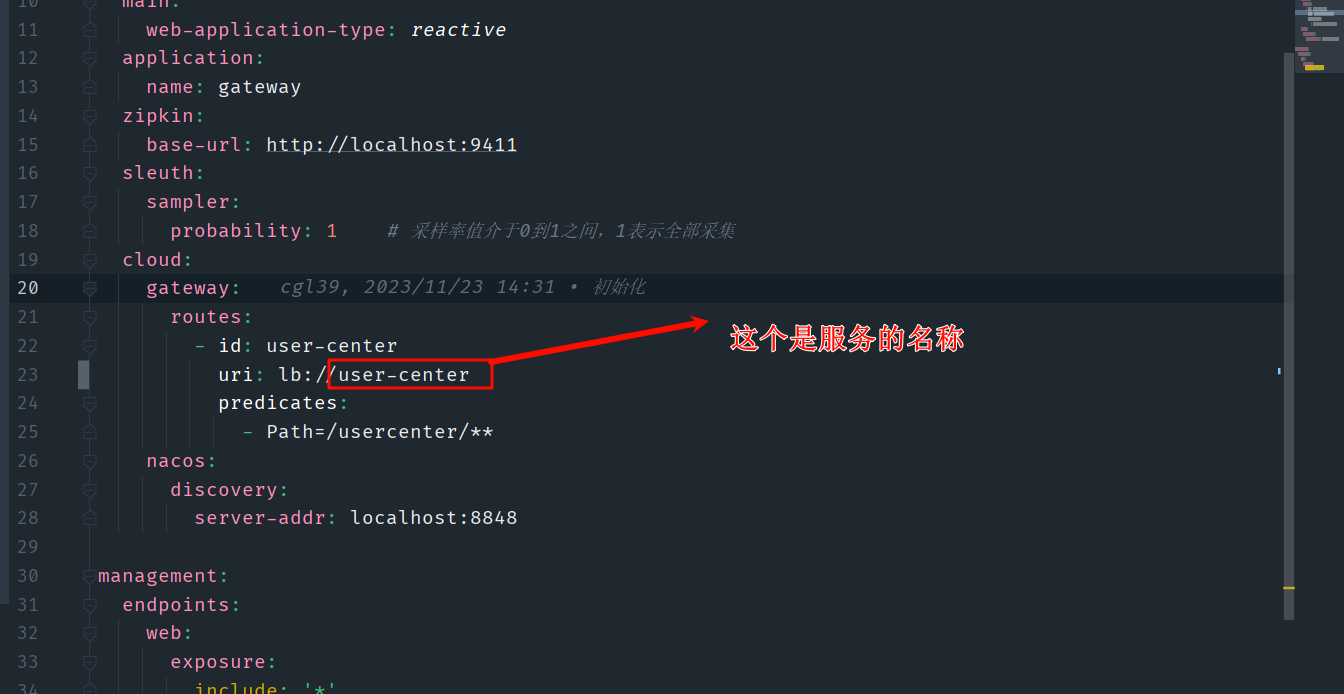 10 main:
11 web-application-type: reactive
12 application:
13 name: gateway
14 zipkin:
15 base-url: http://localhost:9411
16 sleuth:
17 sampler:
18 probability: 1 # 采样率值介于0到1之间，1表示全部采集
19 cloud:
20 gateway: cgl39, 2023/11/23 14:31 • 初始化
21 routes:
22 - id: user-center
这个是服务的名称
23 uri: lb://user-center
24 predicates:
25 - Path=/usercenter/**
26 nacos:
27 discovery:
28 server-addr: localhost:8848
29
30 management:
31 endpoints:
32 web:
33 exposure:
34 include: '*'